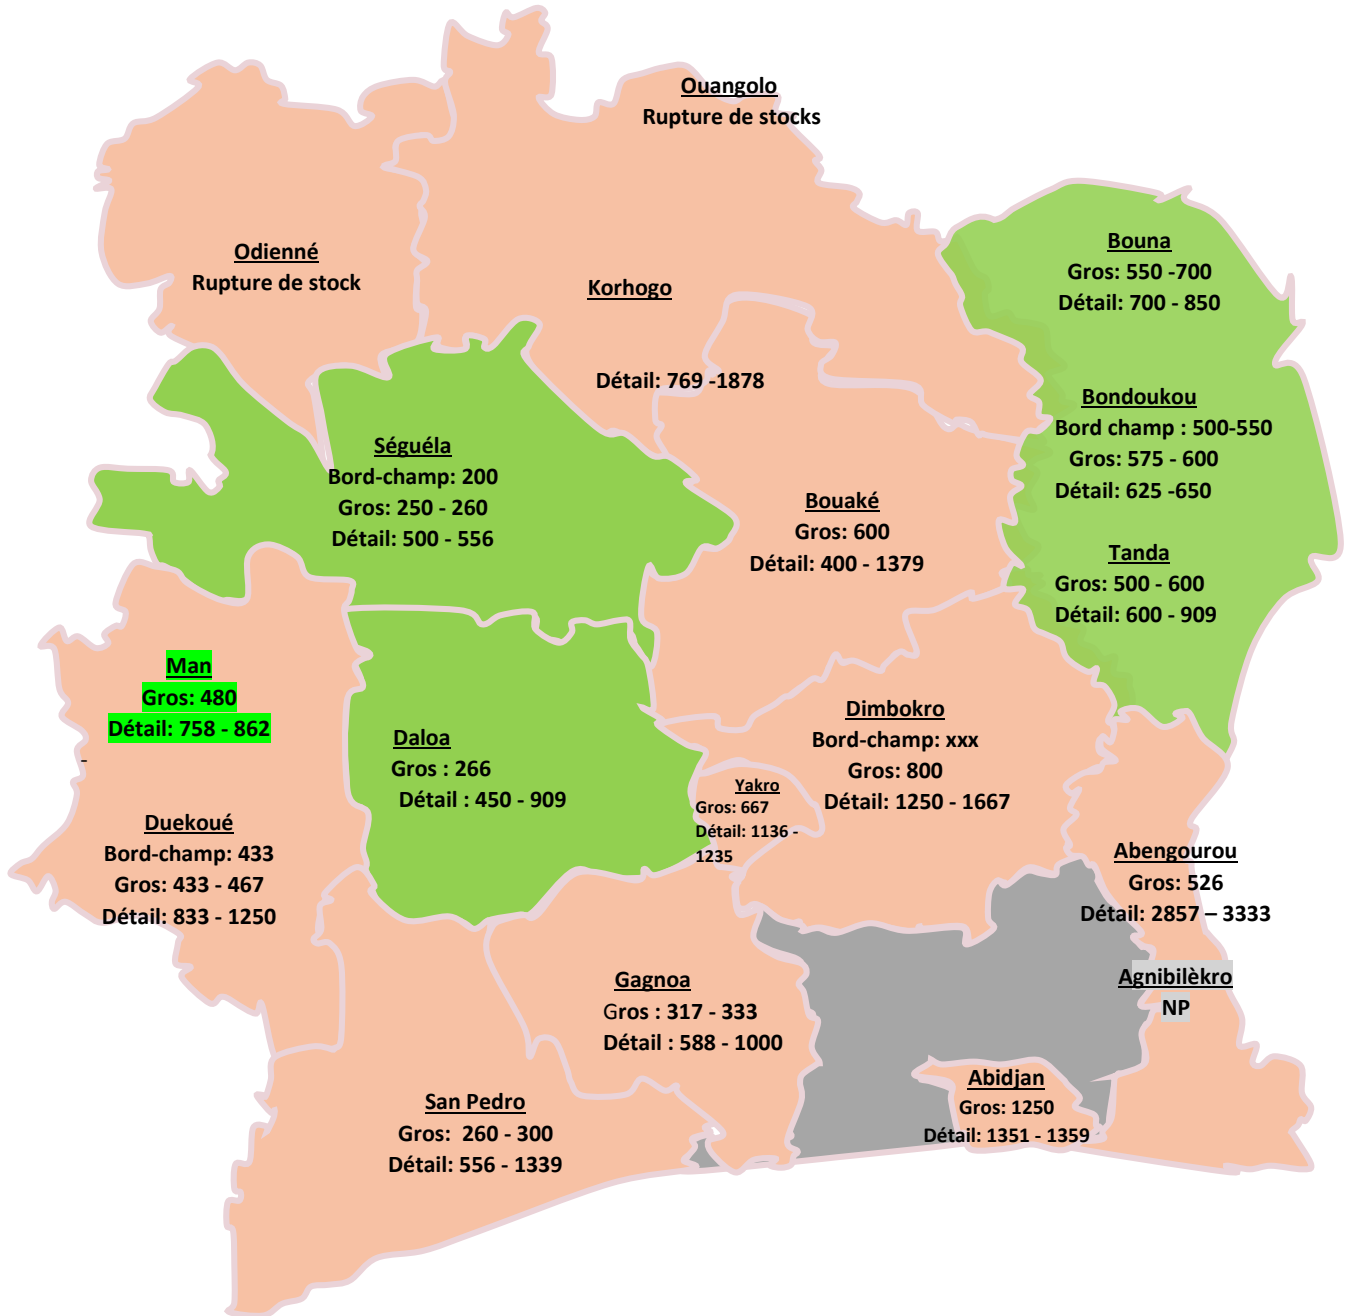 Ouangolo
Rupture de stocks
Odienné
Rupture de stock
Korhogo
Détail: 769 -1878
Bouna
Gros: 550 -700
Détail: 700 - 850
Bondoukou
Bord champ : 500-550
Gros: 575 - 600
Détail: 625 -650
Tanda
Gros: 500 - 600
Détail: 600 - 909
Séguéla
Bord-champ: 200
Gros: 250 - 260
Détail: 500 - 556
Bouaké
Gros: 600
Détail: 400 - 1379
Man
Gros: 480
Détail: 758 - 862
-
Daloa
Gros : 266
Détail : 450 - 909
Dimbokro
Bord-champ: xxx
Gros: 800
Détail: 1250 - 1667
Yakro
Gros: 667
Détail: 1136 -
1235
Duekoué
Bord-champ: 433
Gros: 433 - 467
Détail: 833 - 1250
Abengourou
Gros: 526
Détail: 2857 – 3333
Agnibilèkro
NP
Gagnoa
Gros : 317 - 333
Détail : 588 - 1000
Abidjan
Gros: 1250
Détail: 1351 - 1359
San Pedro
Gros: 260 - 300
Détail: 556 - 1339